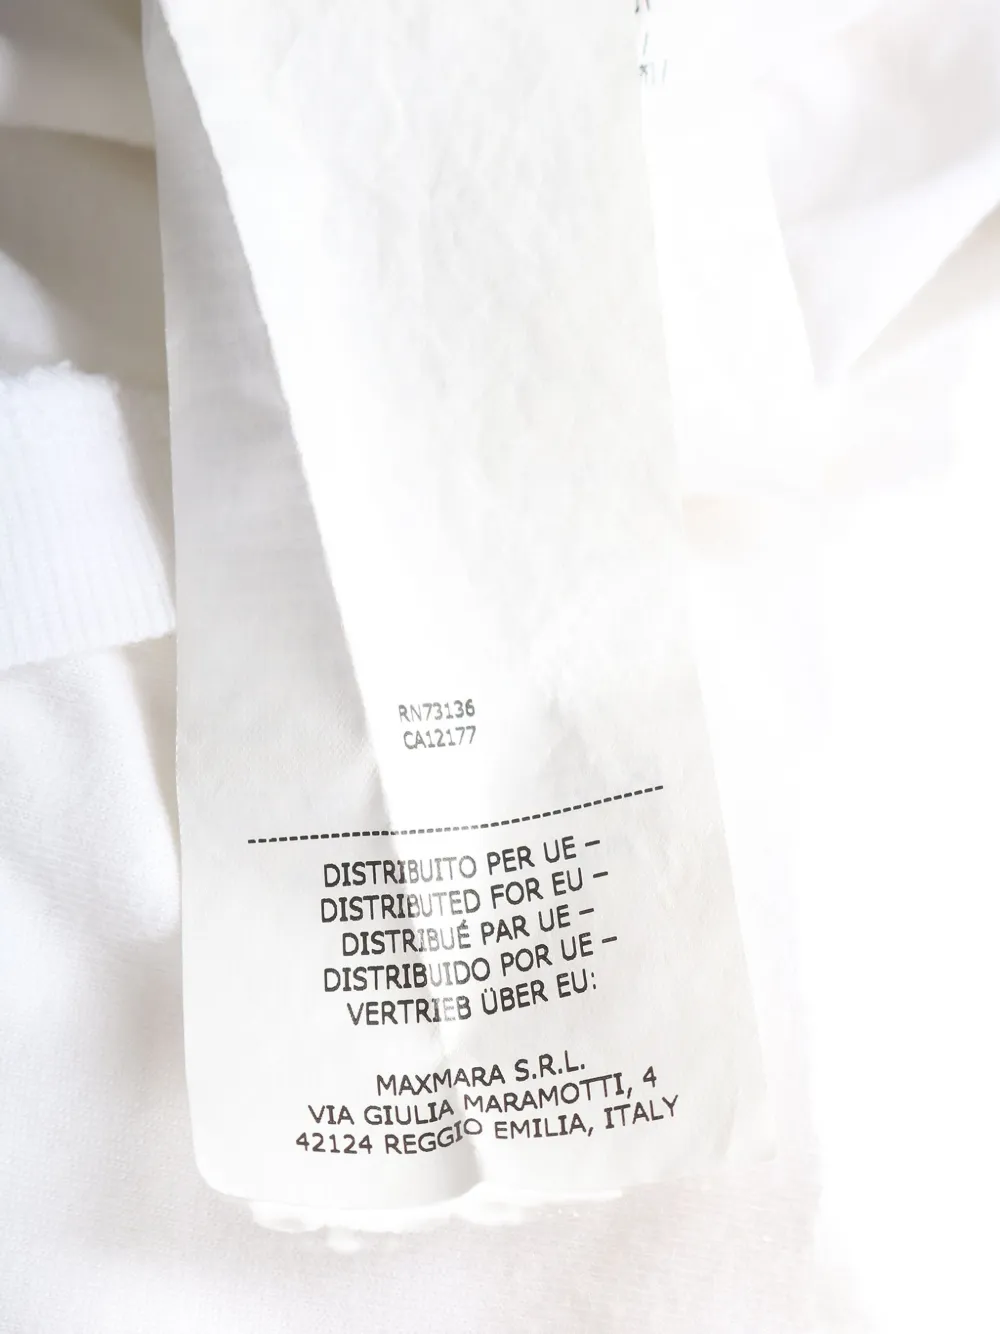 RN73136
CA12177
DISTRIBUITO PER UE –
DISTRIBUTED FOR EU –
DISTRIBUÉ PAR UE –
DISTRIBUIDO POR UE –
VERTRIEB ÜBER EU:
MAXMARA S.R.L.
VIA GIULIA MARAMOTTI, 4
42124 REGGIO EMILIA, ITALY